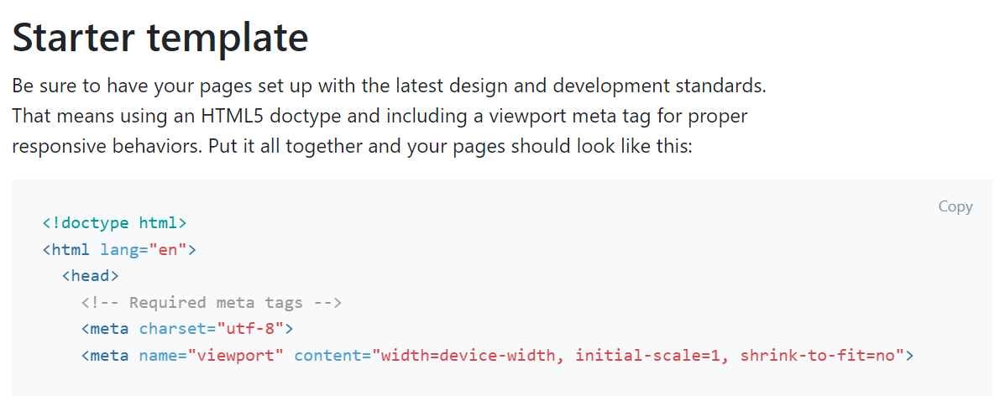 Starter template
Be sure to have your pages set up with the latest design and development standards.
That means using an HTML5 doctype and including a viewport meta tag for proper
responsive behaviors. Put it all together and your pages should look like this:
Copy
<!doctype html>
<html lang="en">
  <head>
    <!-- Required meta tags -->
    <meta charset="utf-8">
    <meta name="viewport" content="width=device-width, initial-scale=1, shrink-to-fit=no">